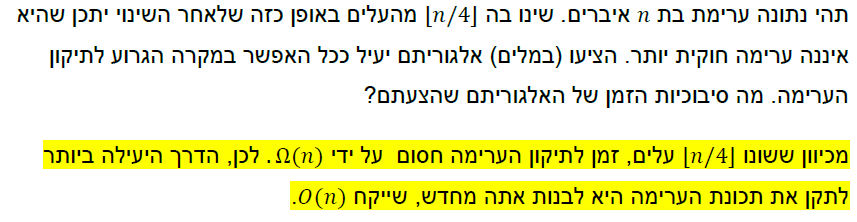 תהי נתונה ערימת בת n איברים. שינו בה ⌊n/4⌋ מהעלים באופן כזה שלאחר השינוי יתכן שהיא
איננה ערימה חוקית יותר. הציעו (במלים) אלגוריתם יעיל ככל האפשר במקרה הגרוע לתיקון
הערימה. מה סיבוכיות הזמן של האלגוריתם שהצעתם?
מכיוון ששונו ⌊n/4⌋ עלים, זמן לתיקון הערימה חסום על ידי Ω(n). לכן, הדרך היעילה ביותר
לתקן את תכונת הערימה היא לבנות אתה מחדש, שייקח O(n).